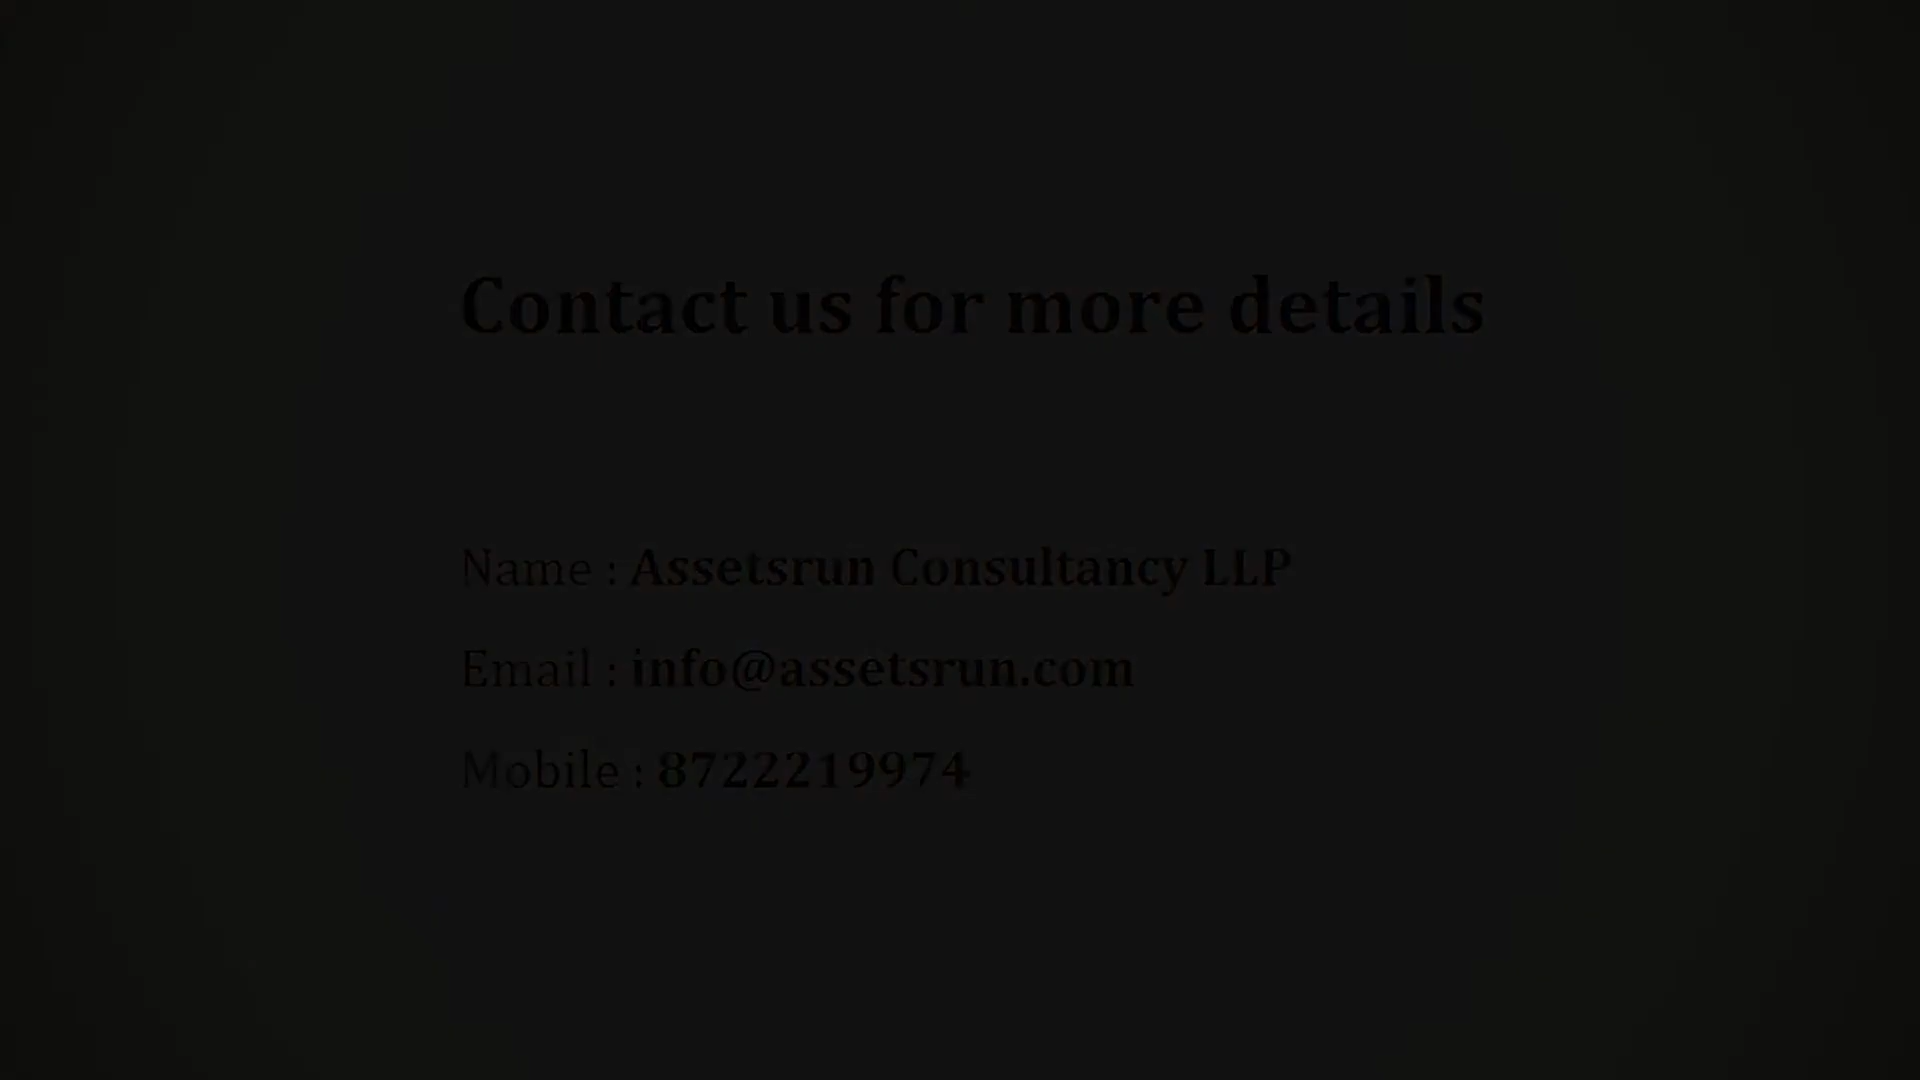 Contact us for more details
Name : Assetsrun Consultancy LLP
Email : info@assetsrun.com
Mobile : 8722219974